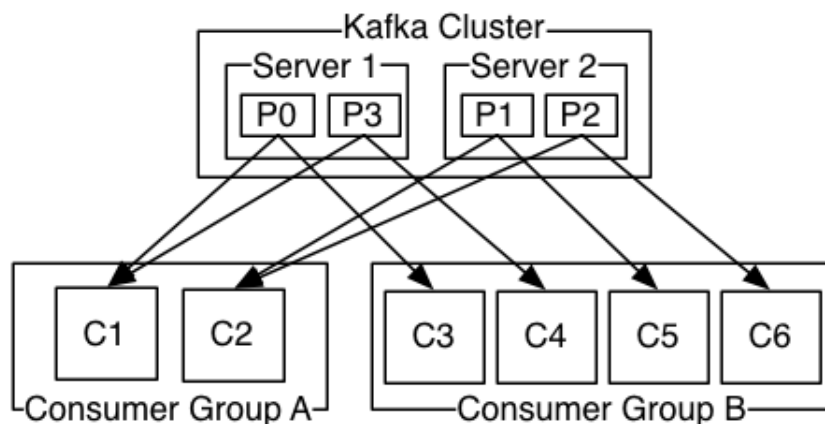 Kafka Cluster
Server 1 Server 2
P0 P3 P1 P2
C1 C2 C3 C4 C5 C6
Consumer Group A Consumer Group B